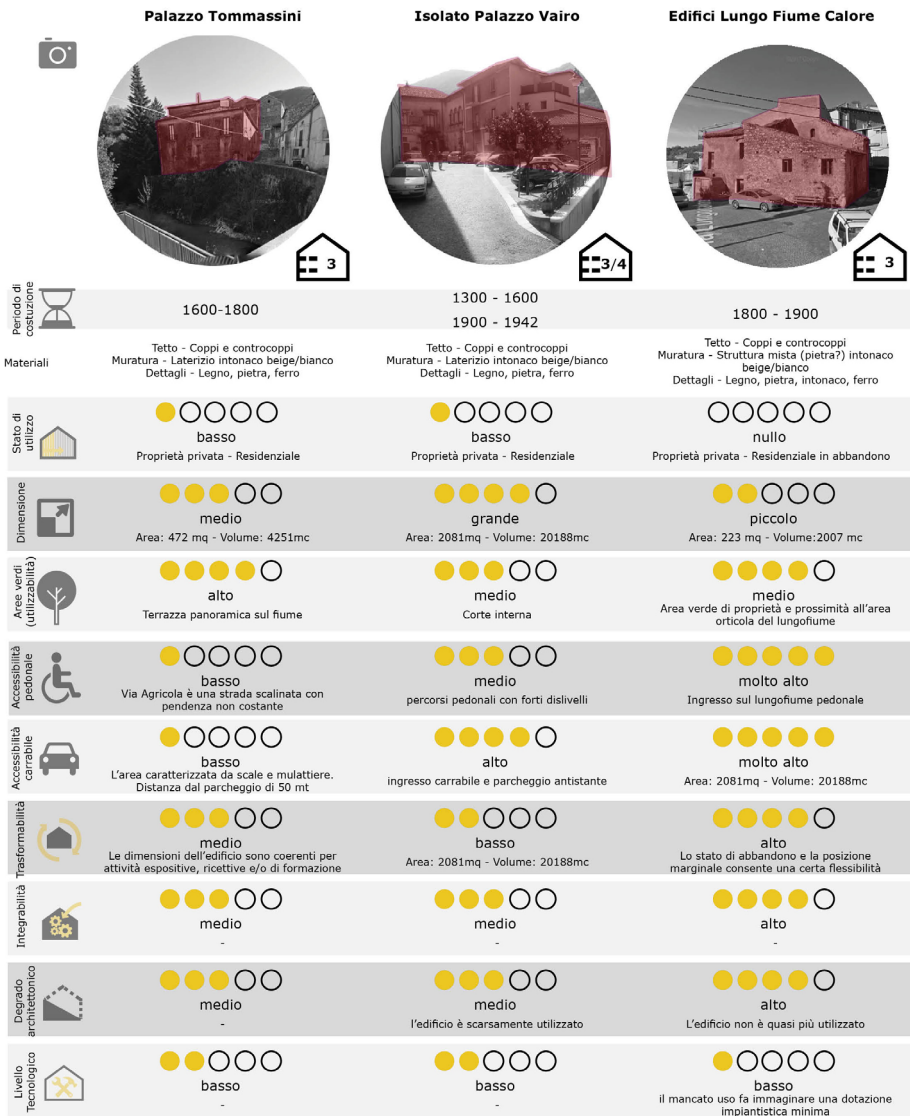 Palazzo Tommassini
Isolato Palazzo Vairo
Edifici Lungo Fiume Calore
3
3/4
3
Periodo di
costuzione
1600-1800
1300 - 1600
1900 - 1942
1800 - 1900
Materiali
Tetto - Coppi e controcoppi
Muratura - Laterizio intonaco beige/bianco
Dettagli - Legno, pietra, ferro
Tetto - Coppi e controcoppi
Muratura - Laterizio intonaco beige/bianco
Dettagli - Legno, pietra, ferro
Tetto - Coppi e controcoppi
Muratura - Struttura mista (pietra?) intonaco
beige/bianco
Dettagli - Legno, pietra, intonaco, ferro
Stato di
utilizzo
basso
Proprietà privata - Residenziale
basso
Proprietà privata - Residenziale
nullo
Proprietà privata - Residenziale in abbandono
Dimensione
medio
Area: 472 mq - Volume: 4251mc
grande
Area: 2081mq - Volume: 20188mc
piccolo
Area: 223 mq - Volume:2007 mc
Aree verdi
(utilizzabilità)
alto
Terrazza panoramica sul fiume
medio
Corte interna
medio
Area verde di proprietà e prossimità all’area
orticola del lungofiume
Accessibilità
pedonale
basso
Via Agricola è una strada scalinata con
pendenza non costante
medio
percorsi pedonali con forti dislivelli
molto alto
Ingresso sul lungofiume pedonale
Accessibilità
carrabile
basso
L’area caratterizzata da scale e mulattiere.
Distanza dal parcheggio di 50 mt
alto
ingresso carrabile e parcheggio antistante
molto alto
Area: 2081mq - Volume: 20188mc
Trasformabilità
medio
Le dimensioni dell’edificio sono coerenti per
attività espositive, ricettive e/o di formazione
basso
Area: 2081mq - Volume: 20188mc
alto
Lo stato di abbandono e la posizione
marginale consente una certa flessibilità
Integrabilità
medio
-
medio
-
alto
-
Degrado
architettonico
medio
-
medio
l’edificio è scarsamente utilizzato
alto
L’edificio non è quasi più utilizzato
Livello
Tecnologico
basso
-
basso
-
basso
il mancato uso fa immaginare una dotazione
impiantistica minima